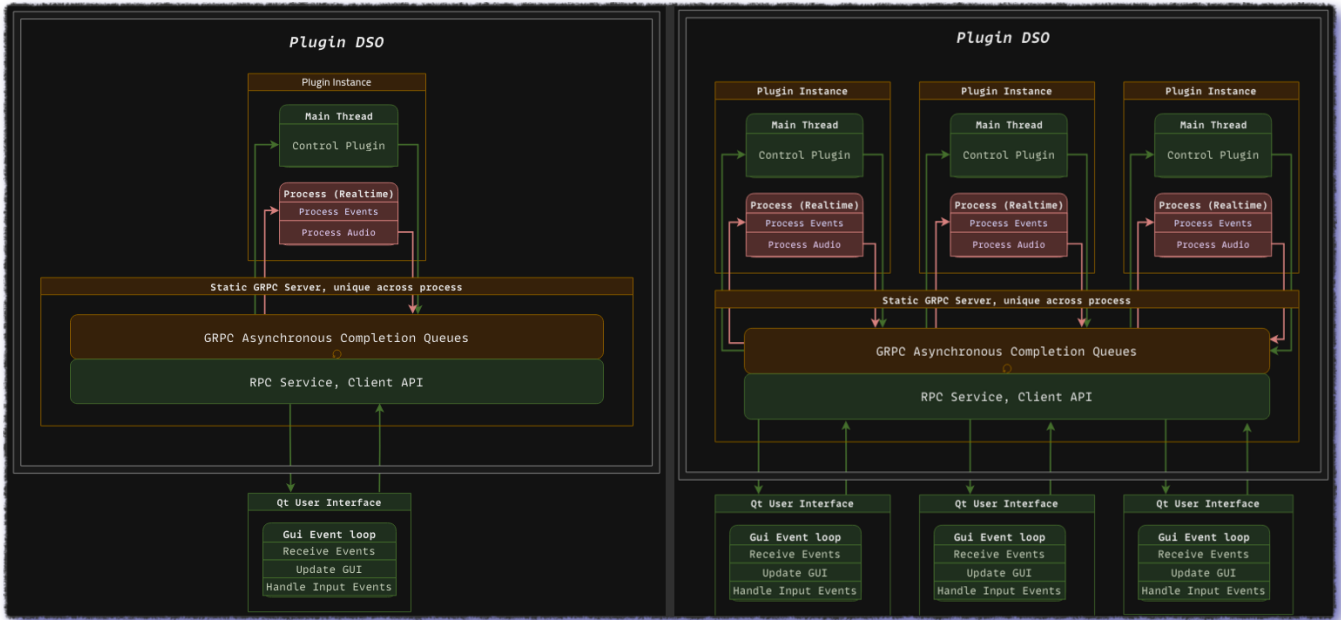 Plugin DSO
Plugin Instance
Main Thread
Control Plugin
Process (Realtime)
Process Events
Process Audio
Static GRPC Server, unique across process
GRPC Asynchronous Completion Queues
RPC Service, Client API
Qt User Interface
Gui Event loop
Receive Events
Update GUI
Handle Input Events
Plugin DSO
Plugin Instance
Main Thread
Control Plugin
Process (Realtime)
Process Events
Process Audio
Plugin Instance
Main Thread
Control Plugin
Process (Realtime)
Process Events
Process Audio
Plugin Instance
Main Thread
Control Plugin
Process (Realtime)
Process Events
Process Audio
Static GRPC Server, unique across process
GRPC Asynchronous Completion Queues
RPC Service, Client API
Qt User Interface
Gui Event loop
Receive Events
Update GUI
Handle Input Events
Qt User Interface
Gui Event loop
Receive Events
Update GUI
Handle Input Events
Qt User Interface
Gui Event loop
Receive Events
Update GUI
Handle Input Events